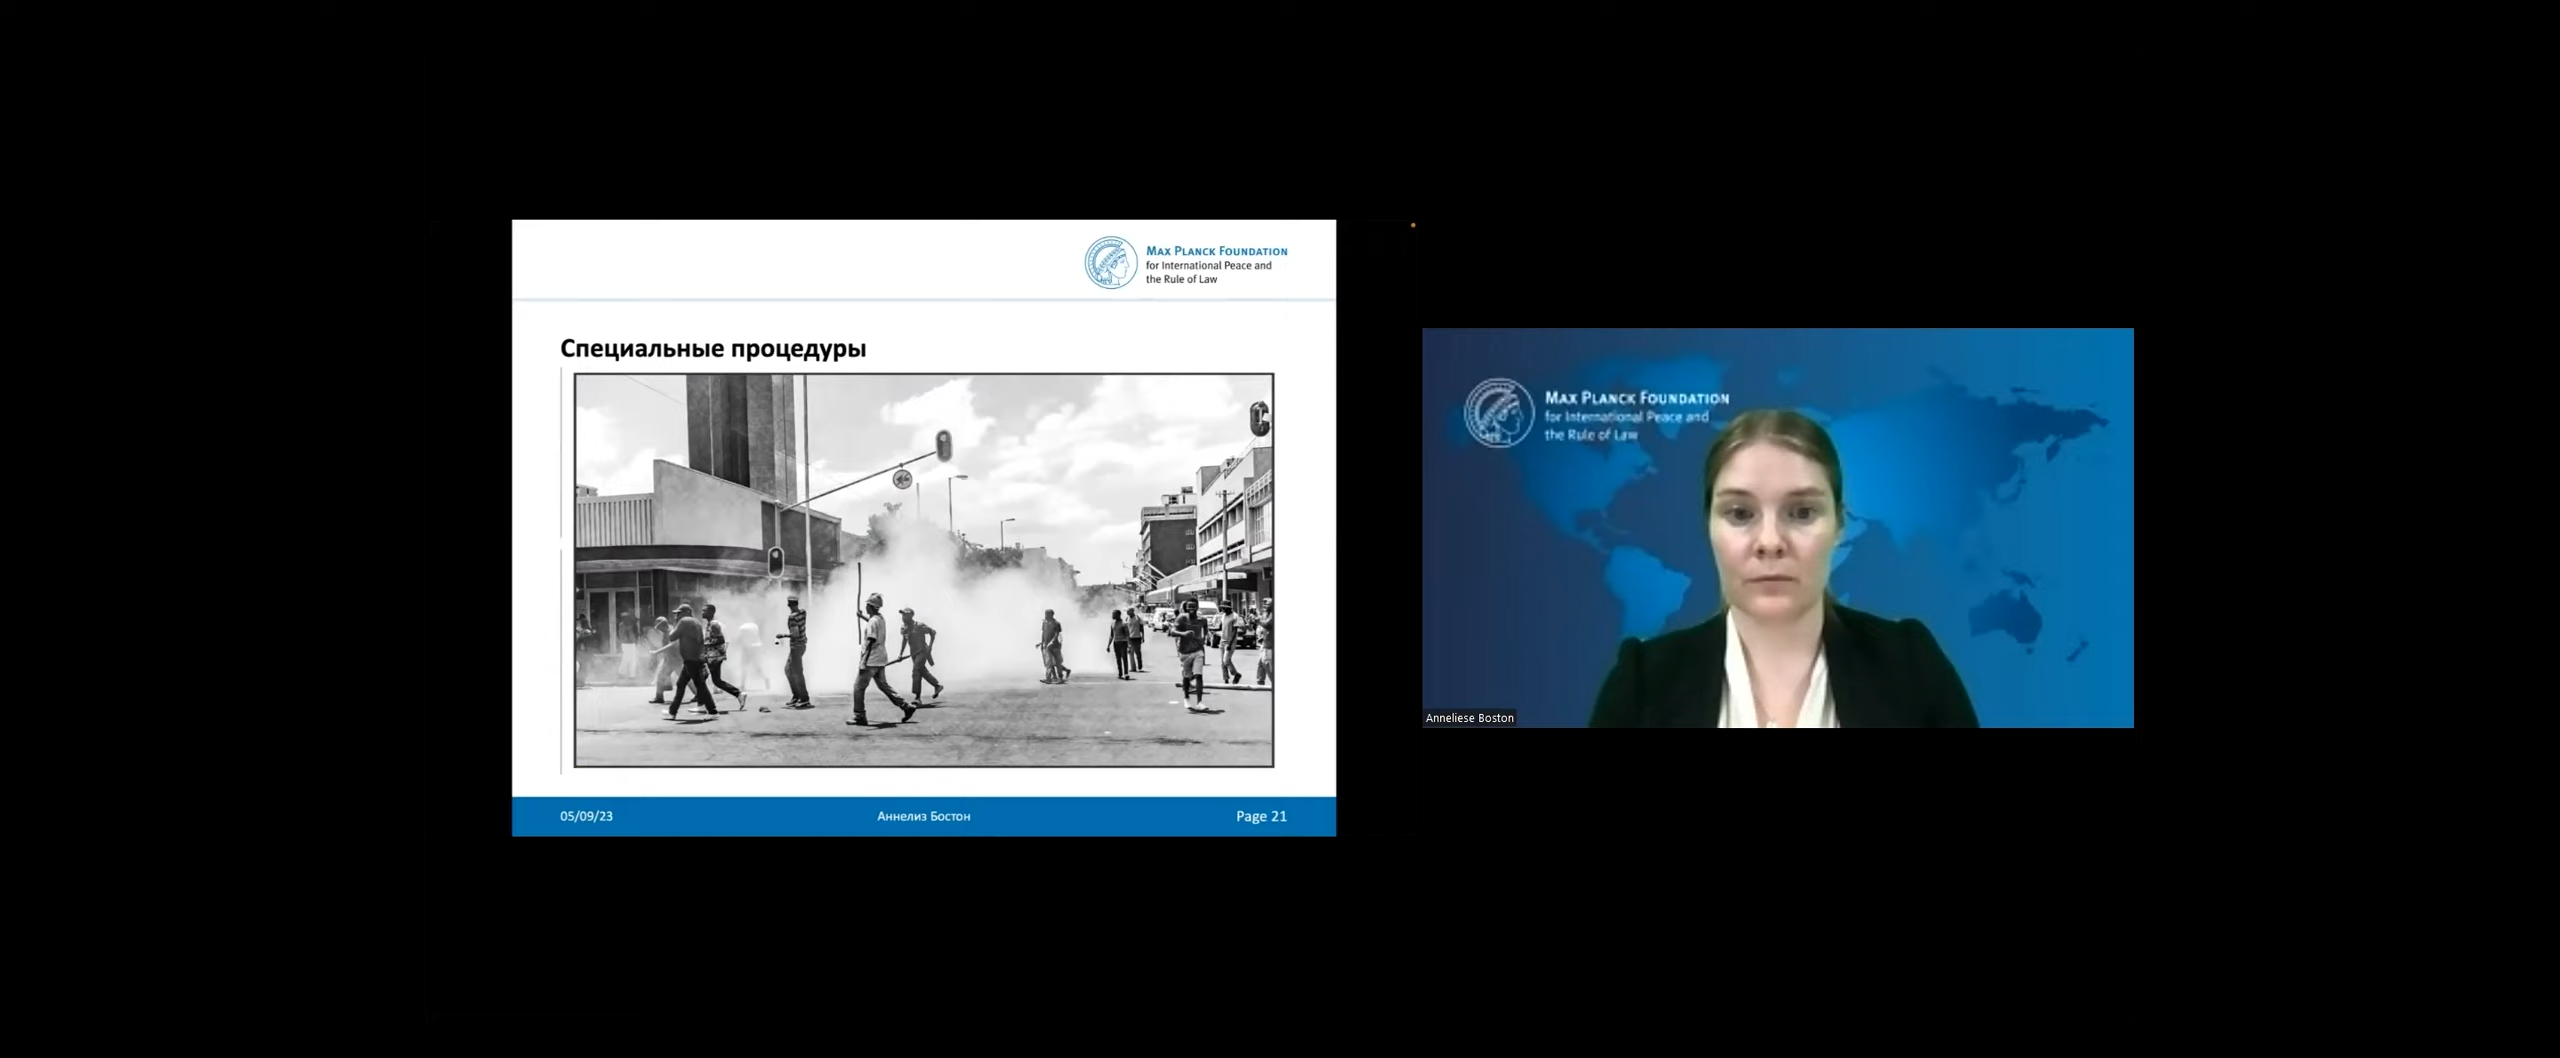 MAX PLANCK FOUNDATION
for International Peace and
the Rule of Law
Специальные процедуры
05/09/23
Аннелиз Бостон
Page 21
MAX PLANCK FOUNDATION
for International Peace and
the Rule of Law
Anneliese Boston